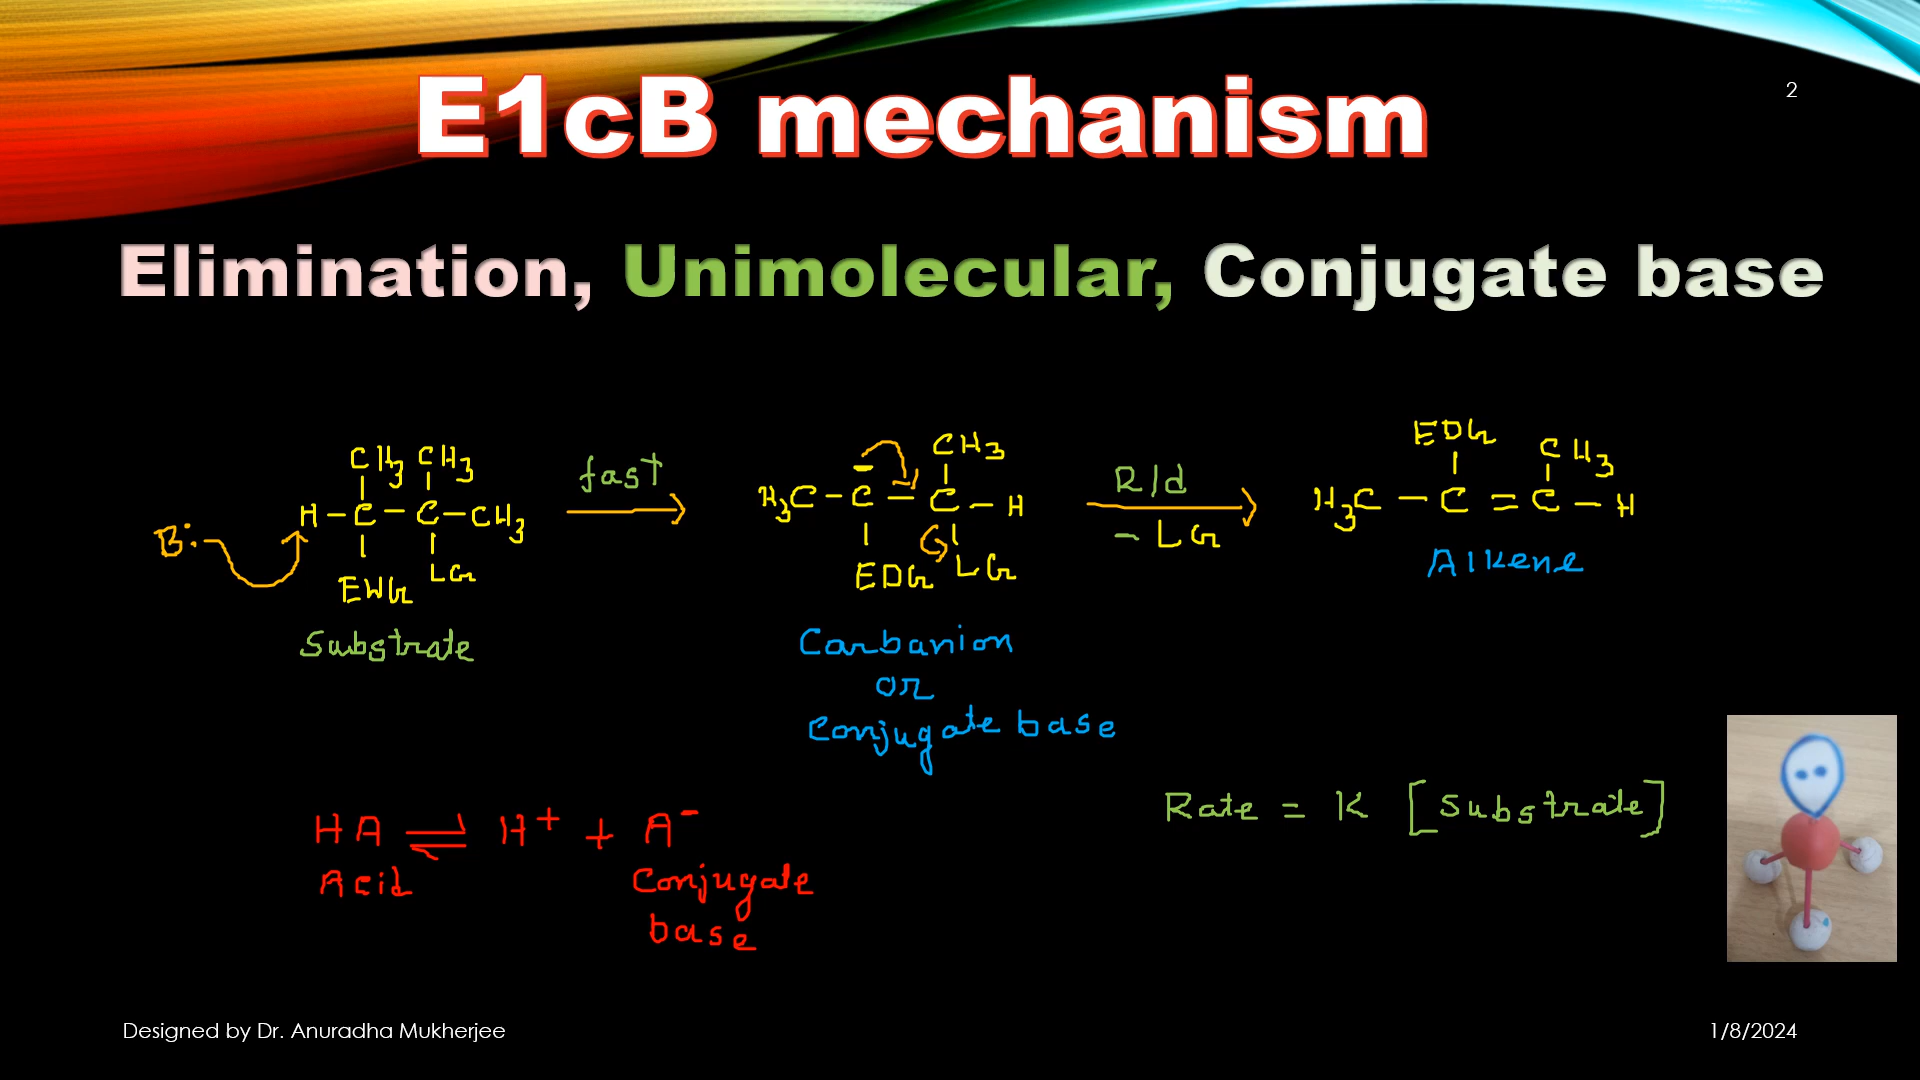 E1cB mechanism
2
Elimination, Unimolecular, Conjugate base
CH3 CH3
B: H-C-C-CH3
EWG LG
Substrate
fast
CH3
H3C-C̄-C-H
EDG LG
Carbanion
or
Conjugate base
R/d
- LG
EDG CH3
H3C-C=C-H
Alkene
HA ⇌ H+ + A-
Acid
Conjugate
base
Rate = K [Substrate]
Designed by Dr. Anuradha Mukherjee
1/8/2024